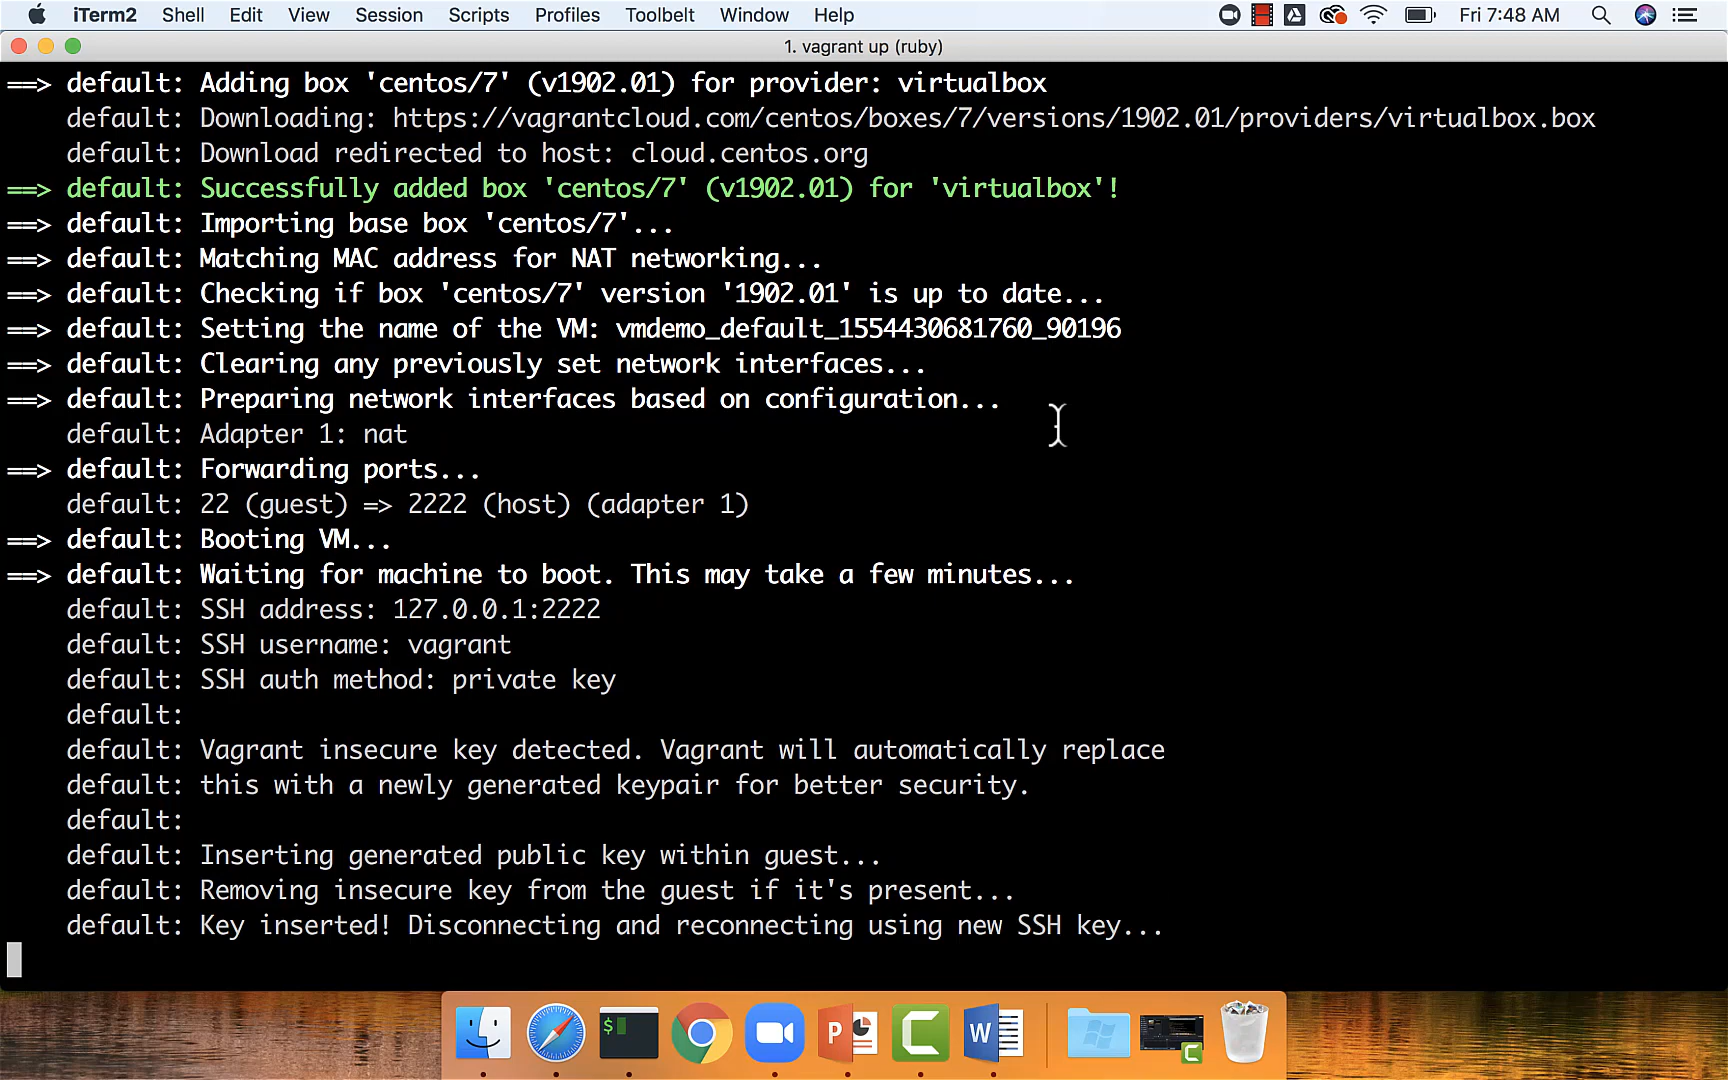 iTerm2 Shell Edit View Session Scripts Profiles Toolbelt Window Help Fri 7:48 AM
1. vagrant up (ruby)
==> default: Adding box 'centos/7' (v1902.01) for provider: virtualbox
default: Downloading: https://vagrantcloud.com/centos/boxes/7/versions/1902.01/providers/virtualbox.box
default: Download redirected to host: cloud.centos.org
==> default: Successfully added box 'centos/7' (v1902.01) for 'virtualbox'!
==> default: Importing base box 'centos/7'...
==> default: Matching MAC address for NAT networking...
==> default: Checking if box 'centos/7' version '1902.01' is up to date...
==> default: Setting the name of the VM: vmdemo_default_1554430681760_90196
==> default: Clearing any previously set network interfaces...
==> default: Preparing network interfaces based on configuration...
default: Adapter 1: nat
==> default: Forwarding ports...
default: 22 (guest) => 2222 (host) (adapter 1)
==> default: Booting VM...
==> default: Waiting for machine to boot. This may take a few minutes...
default: SSH address: 127.0.0.1:2222
default: SSH username: vagrant
default: SSH auth method: private key
default:
default: Vagrant insecure key detected. Vagrant will automatically replace
default: this with a newly generated keypair for better security.
default:
default: Inserting generated public key within guest...
default: Removing insecure key from the guest if it's present...
default: Key inserted! Disconnecting and reconnecting using new SSH key...
$ P C W C